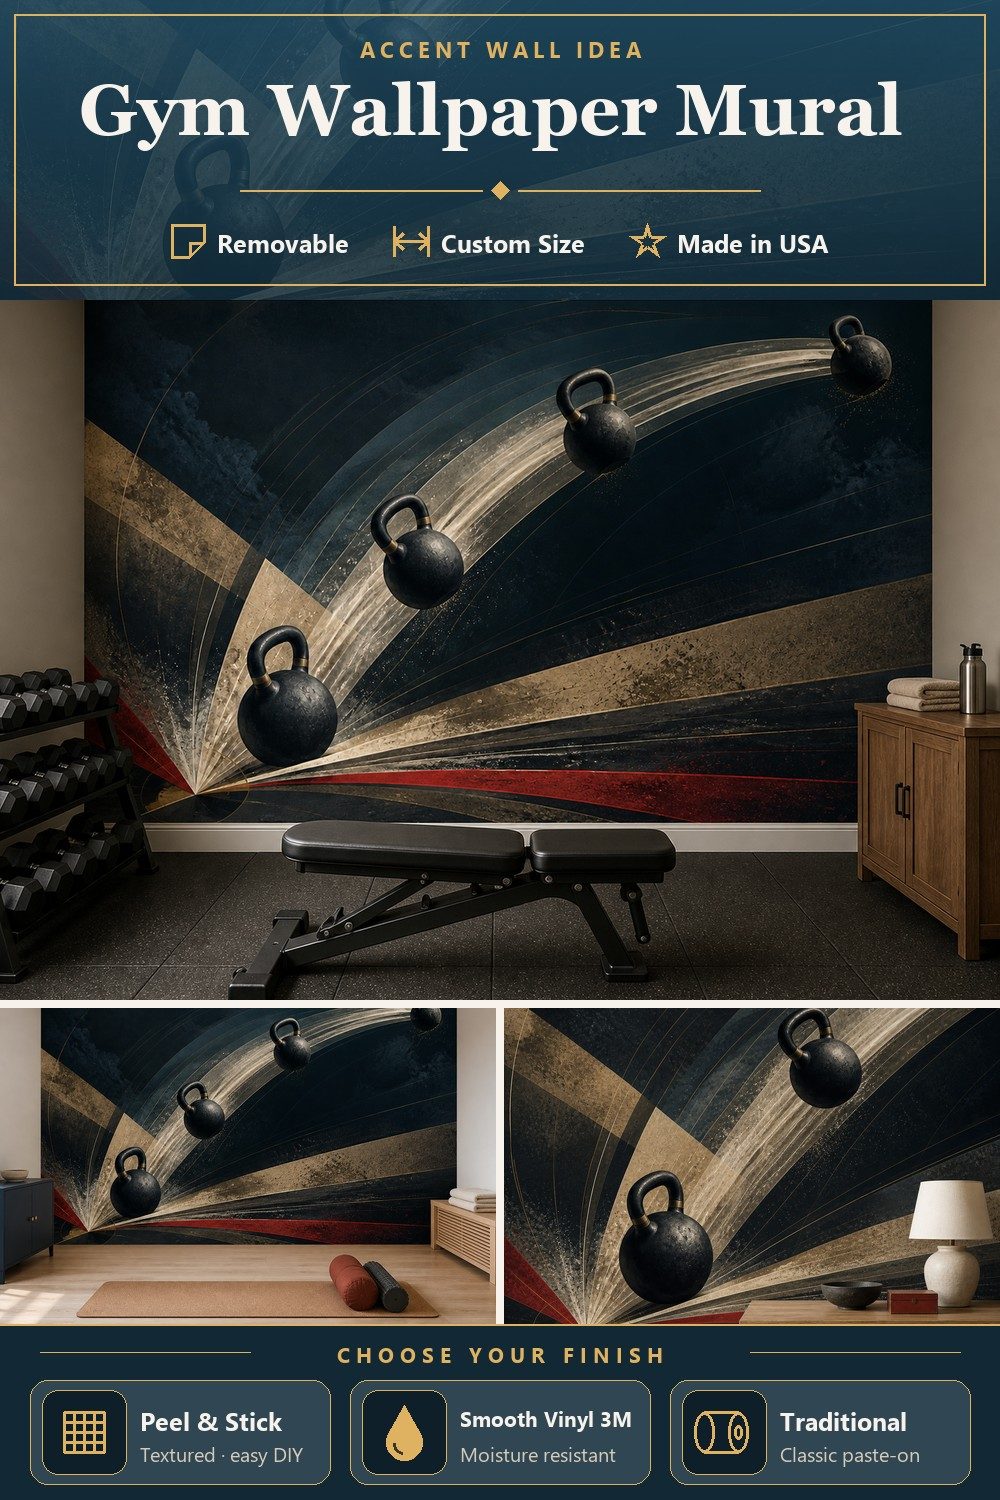 ACCENT WALL IDEA
Gym Wallpaper Mural
Removable
Custom Size
Made in USA
CHOOSE YOUR FINISH
Peel & Stick
Textured · easy DIY
Smooth Vinyl 3M
Moisture resistant
Traditional
Classic paste-on